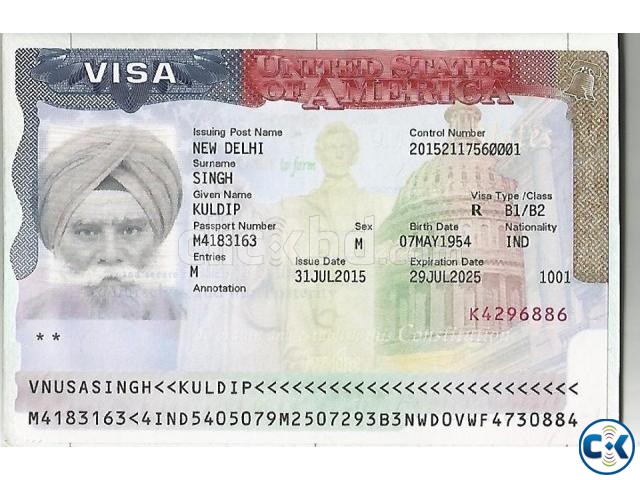 VISA UNITED STATES OF AMERICA
Issuing Post Name Control Number
NEW DELHI 20152117560001
Surname
SINGH
Given Name Visa Type /Class
KULDIP R B1/B2
Passport Number Sex Birth Date Nationality
M4183163 M 07MAY1954 IND
Entries Issue Date Expiration Date
M 31JUL2015 29JUL2025 1001
Annotation
K4296886
**
VNUSASINGH<<KULDIP<<<<<<<<<<<<<<<<<<<<<<<<<<
M4183163<4IND5405079M2507293B3NWDOVWF4730884
CK